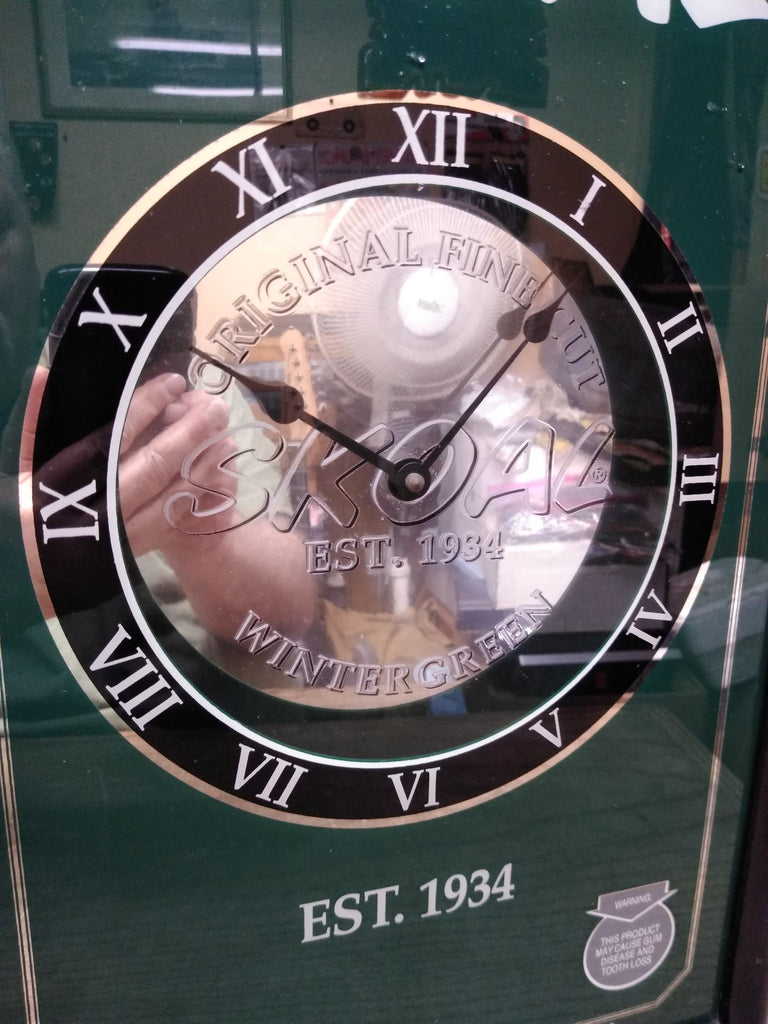 XII
XI
I
X
II
IX
III
VIII
IV
VII
VI
V
ORIGINAL FINE CUT
SKOAL®
EST. 1934
WINTERGREEN
EST. 1934
WARNING:
THIS PRODUCT
MAY CAUSE GUM
DISEASE AND
TOOTH LOSS